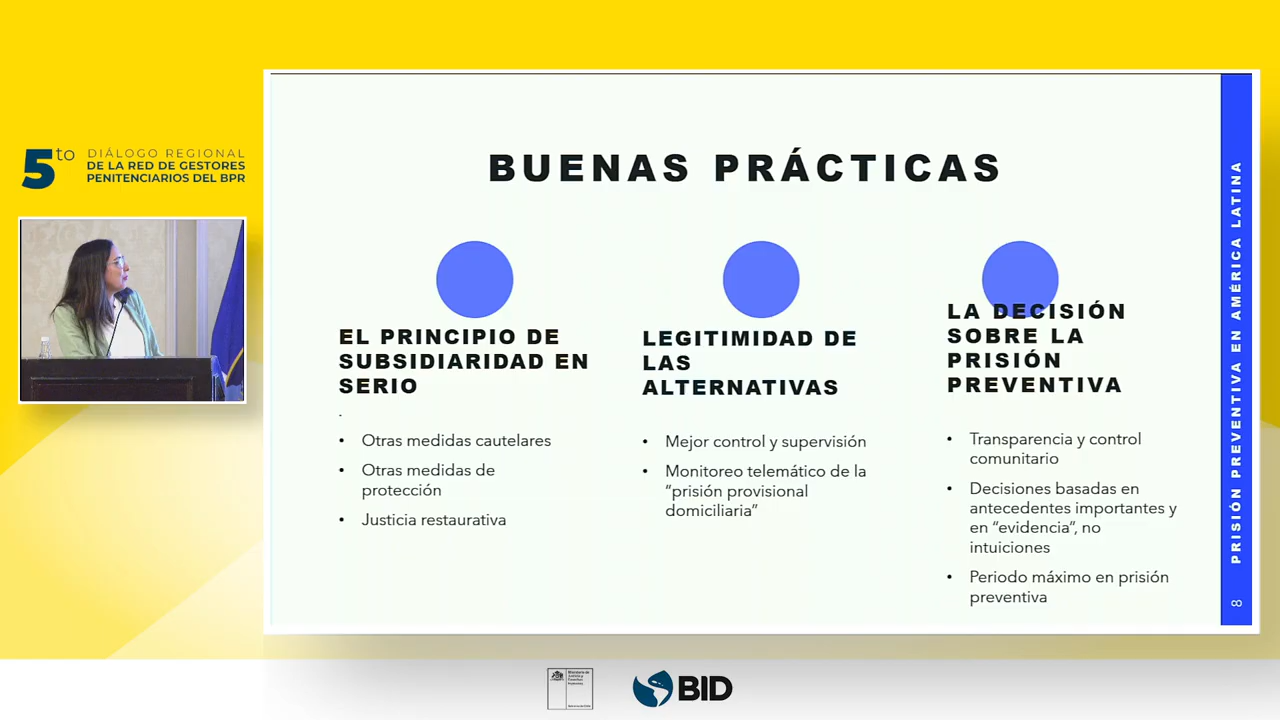 5to DIÁLOGO REGIONAL
DE LA RED DE GESTORES
PENITENCIARIOS DEL BPR
BUENAS PRÁCTICAS
EL PRINCIPIO DE
SUBSIDIARIDAD EN
SERIO
.
• Otras medidas cautelares
• Otras medidas de
protección
• Justicia restaurativa
LEGITIMIDAD DE
LAS
ALTERNATIVAS
• Mejor control y supervisión
• Monitoreo telemático de la
“prisión provisional
domiciliaria”
LA DECISIÓN
SOBRE LA
PRISIÓN
PREVENTIVA
• Transparencia y control
comunitario
• Decisiones basadas en
antecedentes importantes y
en “evidencia”, no
intuiciones
• Periodo máximo en prisión
preventiva
PRISIÓN PREVENTIVA EN AMÉRICA LATINA
8
BID